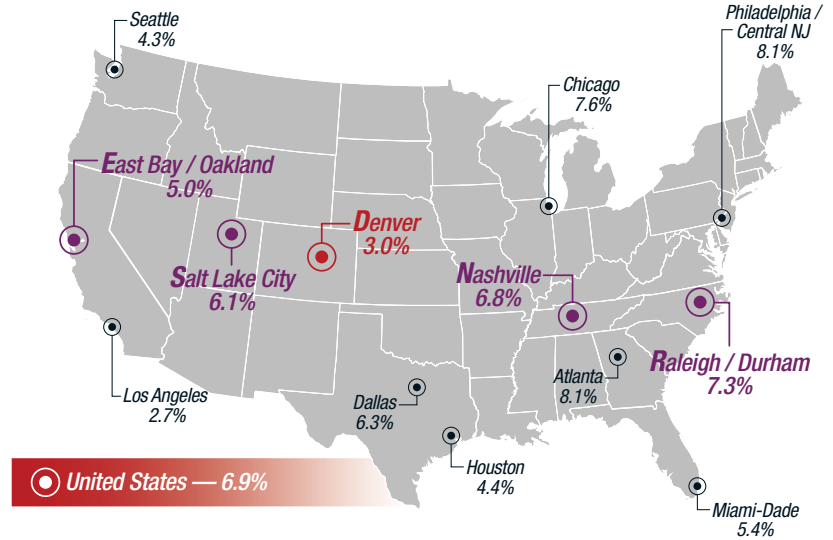 Seattle
4.3%
Philadelphia /
Central NJ
8.1%
Chicago
7.6%
East Bay / Oakland
5.0%
Denver
3.0%
Salt Lake City
6.1%
Nashville
6.8%
Raleigh / Durham
7.3%
Los Angeles
2.7%
Dallas
6.3%
Atlanta
8.1%
Houston
4.4%
United States — 6.9%
Miami-Dade
5.4%